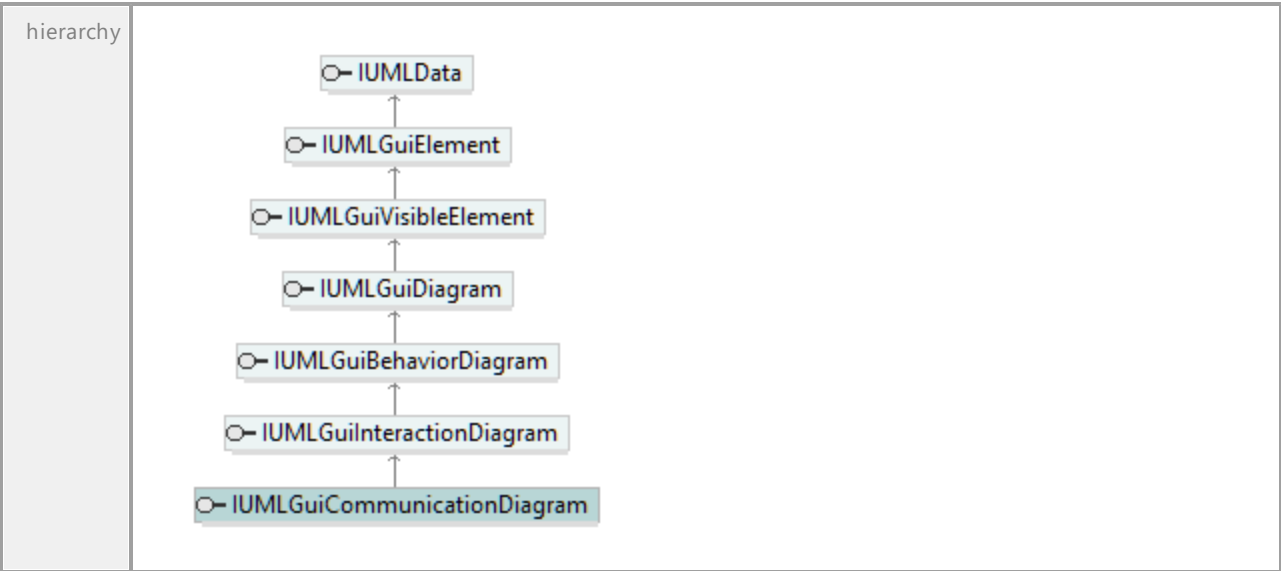 hierarchy
IUMLData
IUMLGuiElement
IUMLGuiVisibleElement
IUMLGuiDiagram
IUMLGuiBehaviorDiagram
IUMLGuiInteractionDiagram
IUMLGuiCommunicationDiagram